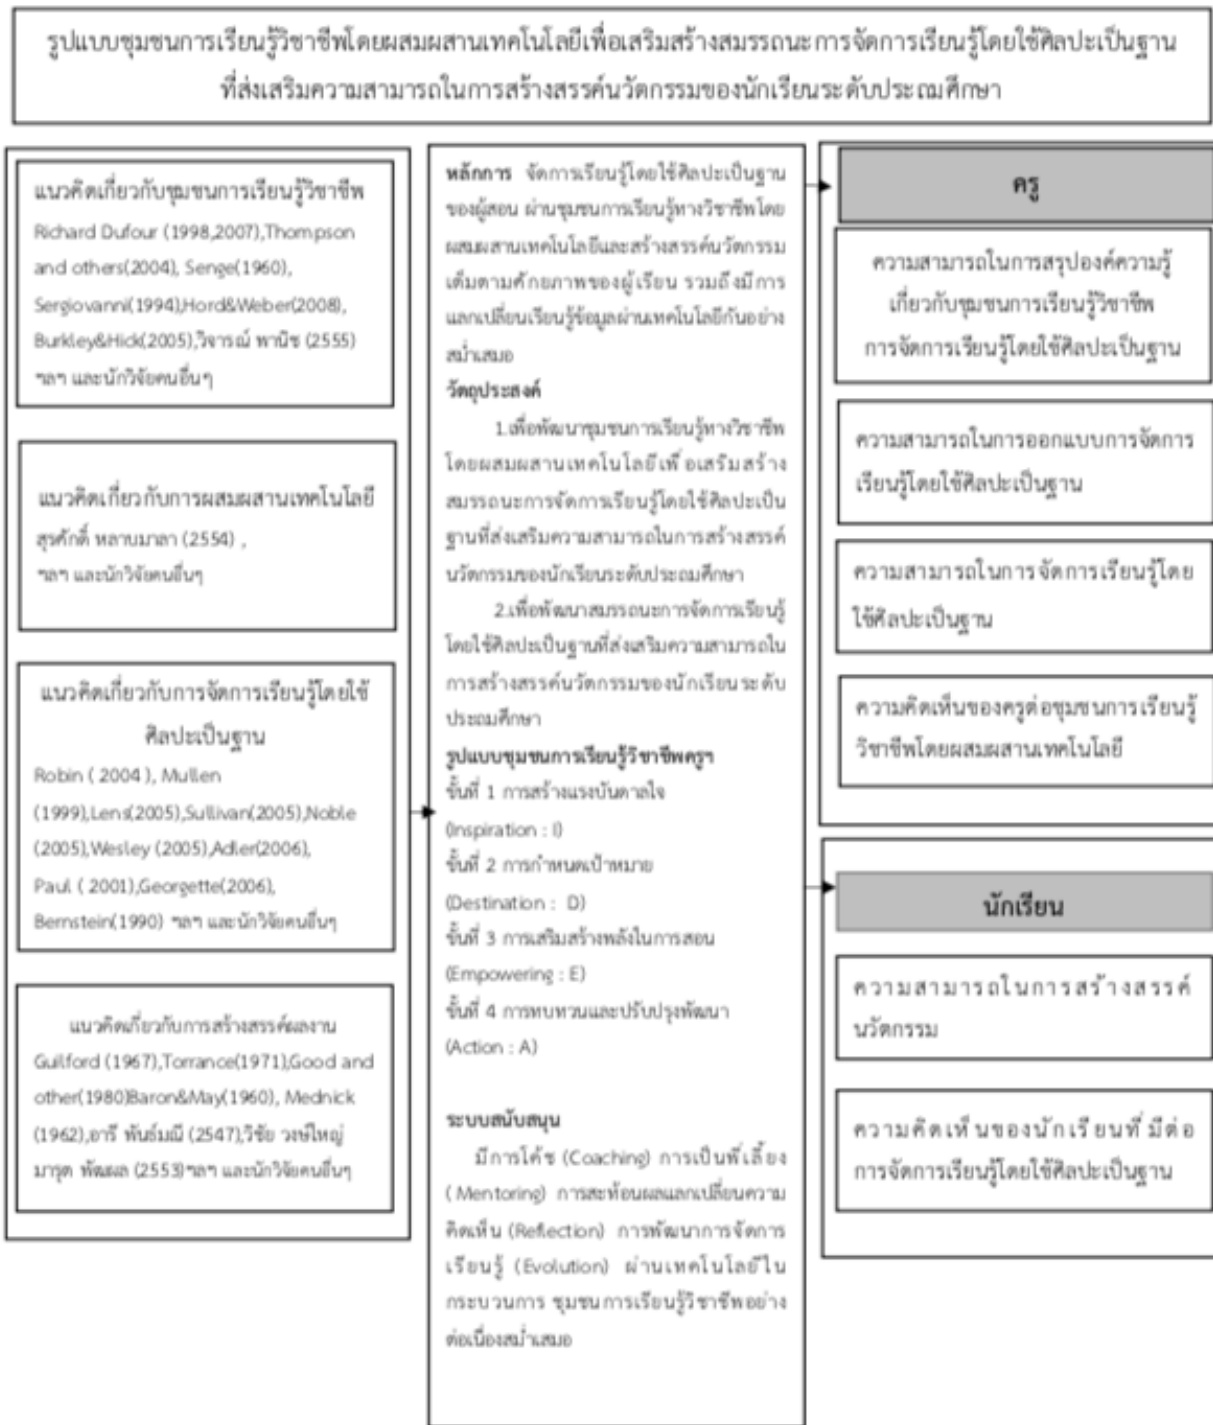 รูปแบบชุมชนการเรียนรู้วิชาชีพโดยผสมผสานเทคโนโลยีเพื่อเสริมสร้างสมรรถนะการจัดการเรียนรู้โดยใช้ศิลปะเป็นฐาน
ที่ส่งเสริมความสามารถในการสร้างสรรค์นวัตกรรมของนักเรียนระดับประถมศึกษา
แนวคิดเกี่ยวกับชุมชนการเรียนรู้วิชาชีพ
Richard Dufour (1998,2007),Thompson
and others(2004), Senge(1960),
Sergiovanni(1994),Hord&Weber(2008),
Burkley&Hick(2005),วิจารณ์ พานิช (2555)
ฯลฯ และนักวิจัยคนอื่นๆ
แนวคิดเกี่ยวกับการผสมผสานเทคโนโลยี
สุรศักดิ์ หลาบมาลา (2554) ,
ฯลฯ และนักวิจัยคนอื่นๆ
แนวคิดเกี่ยวกับการจัดการเรียนรู้โดยใช้
ศิลปะเป็นฐาน
Robin ( 2004 ), Mullen
(1999),Lens(2005),Sullivan(2005),Noble
(2005),Wesley (2005),Adler(2006),
Paul ( 2001),Georgette(2006),
Bernstein(1990) ฯลฯ และนักวิจัยคนอื่นๆ
แนวคิดเกี่ยวกับการสร้างสรรค์ผลงาน
Guilford (1967),Torrance(1971),Good and
other(1980)Baron&May(1960), Mednick
(1962),อารี พันธ์มณี (2547),วิชัย วงษ์ใหญ่
มารุต พัฒผล (2553)ฯลฯ และนักวิจัยคนอื่นๆ
หลักการ จัดการเรียนรู้โดยใช้ศิลปะเป็นฐาน
ของผู้สอน ผ่านชุมชนการเรียนรู้ทางวิชาชีพโดย
ผสมผสานเทคโนโลยีและสร้างสรรค์นวัตกรรม
เต็มตามศักยภาพของผู้เรียน รวมถึงมีการ
แลกเปลี่ยนเรียนรู้ข้อมูลผ่านเทคโนโลยีกันอย่าง
สม่ำเสมอ
วัตถุประสงค์
1.เพื่อพัฒนาชุมชนการเรียนรู้ทางวิชาชีพ
โดยผสมผสานเทคโนโลยีเพื่อเสริมสร้าง
สมรรถนะการจัดการเรียนรู้โดยใช้ศิลปะเป็น
ฐานที่ส่งเสริมความสามารถในการสร้างสรรค์
นวัตกรรมของนักเรียนระดับประถมศึกษา
2.เพื่อพัฒนาสมรรถนะการจัดการเรียนรู้
โดยใช้ศิลปะเป็นฐานที่ส่งเสริมความสามารถใน
การสร้างสรรค์นวัตกรรมของนักเรียนระดับ
ประถมศึกษา
รูปแบบชุมชนการเรียนรู้วิชาชีพครูฯ
ขั้นที่ 1 การสร้างแรงบันดาลใจ
(Inspiration : I)
ขั้นที่ 2 การกำหนดเป้าหมาย
(Destination : D)
ขั้นที่ 3 การเสริมสร้างพลังในการสอน
(Empowering : E)
ขั้นที่ 4 การทบทวนและปรับปรุงพัฒนา
(Action : A)
ระบบสนับสนุน
มีการโค้ช (Coaching) การเป็นพี่เลี้ยง
( Mentoring) การสะท้อนผลแลกเปลี่ยนความ
คิดเห็น (Reflection) การพัฒนาการจัดการ
เรียนรู้ (Evolution) ผ่านเทคโนโลยีใน
กระบวนการ ชุมชนการเรียนรู้วิชาชีพอย่าง
ต่อเนื่องสม่ำเสมอ
ครู
ความสามารถในการสรุปองค์ความรู้
เกี่ยวกับชุมชนการเรียนรู้วิชาชีพ
การจัดการเรียนรู้โดยใช้ศิลปะเป็นฐาน
ความสามารถในการออกแบบการจัดการ
เรียนรู้โดยใช้ศิลปะเป็นฐาน
ความสามารถในการจัดการเรียนรู้โดย
ใช้ศิลปะเป็นฐาน
ความคิดเห็นของครูต่อชุมชนการเรียนรู้
วิชาชีพโดยผสมผสานเทคโนโลยี
นักเรียน
ความสามารถในการสร้างสรรค์
นวัตกรรม
ความคิดเห็นของนักเรียนที่มีต่อ
การจัดการเรียนรู้โดยใช้ศิลปะเป็นฐาน